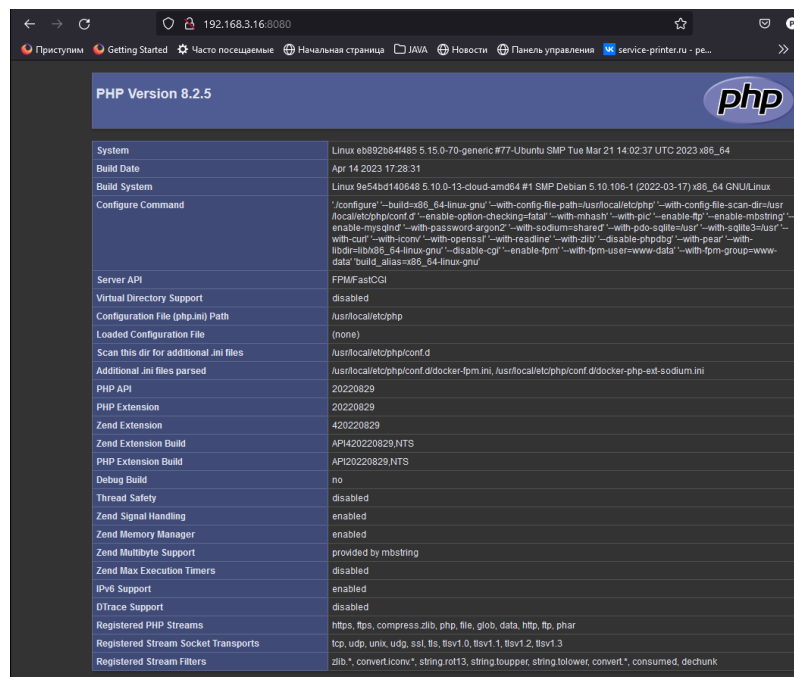 192.168.3.16:8080
Приступим Getting Started Часто посещаемые Начальная страница JAVA Новости Панель управления service-printer.ru - ре...
PHP Version 8.2.5
php
System Linux eb892b84f485 5.15.0-70-generic #77-Ubuntu SMP Tue Mar 21 14:02:37 UTC 2023 x86_64
Build Date Apr 14 2023 17:28:31
Build System Linux 9e54bd140648 5.10.0-13-cloud-amd64 #1 SMP Debian 5.10.106-1 (2022-03-17) x86_64 GNU/Linux
Configure Command './configure' '--build=x86_64-linux-gnu' '--with-config-file-path=/usr/local/etc/php' '--with-config-file-scan-dir=/usr
/local/etc/php/conf.d' '--enable-option-checking=fatal' '--with-mhash' '--with-pic' '--enable-ftp' '--enable-mbstring' '--
enable-mysqlnd' '--with-password-argon2' '--with-sodium=shared' '--with-pdo-sqlite=/usr' '--with-sqlite3=/usr' '--
with-curl' '--with-iconv' '--with-openssl' '--with-readline' '--with-zlib' '--disable-phpdbg' '--with-pear' '--with-
libdir=lib/x86_64-linux-gnu' '--disable-cgi' '--enable-fpm' '--with-fpm-user=www-data' '--with-fpm-group=www-
data' 'build_alias=x86_64-linux-gnu'
Server API FPM/FastCGI
Virtual Directory Support disabled
Configuration File (php.ini) Path /usr/local/etc/php
Loaded Configuration File (none)
Scan this dir for additional .ini files /usr/local/etc/php/conf.d
Additional .ini files parsed /usr/local/etc/php/conf.d/docker-fpm.ini, /usr/local/etc/php/conf.d/docker-php-ext-sodium.ini
PHP API 20220829
PHP Extension 20220829
Zend Extension 420220829
Zend Extension Build API420220829,NTS
PHP Extension Build API20220829,NTS
Debug Build no
Thread Safety disabled
Zend Signal Handling enabled
Zend Memory Manager enabled
Zend Multibyte Support provided by mbstring
Zend Max Execution Timers disabled
IPv6 Support enabled
DTrace Support disabled
Registered PHP Streams https, ftps, compress.zlib, php, file, glob, data, http, ftp, phar
Registered Stream Socket Transports tcp, udp, unix, udg, ssl, tls, tlsv1.0, tlsv1.1, tlsv1.2, tlsv1.3
Registered Stream Filters zlib.*, convert.iconv.*, string.rot13, string.toupper, string.tolower, convert.*, consumed, dechunk